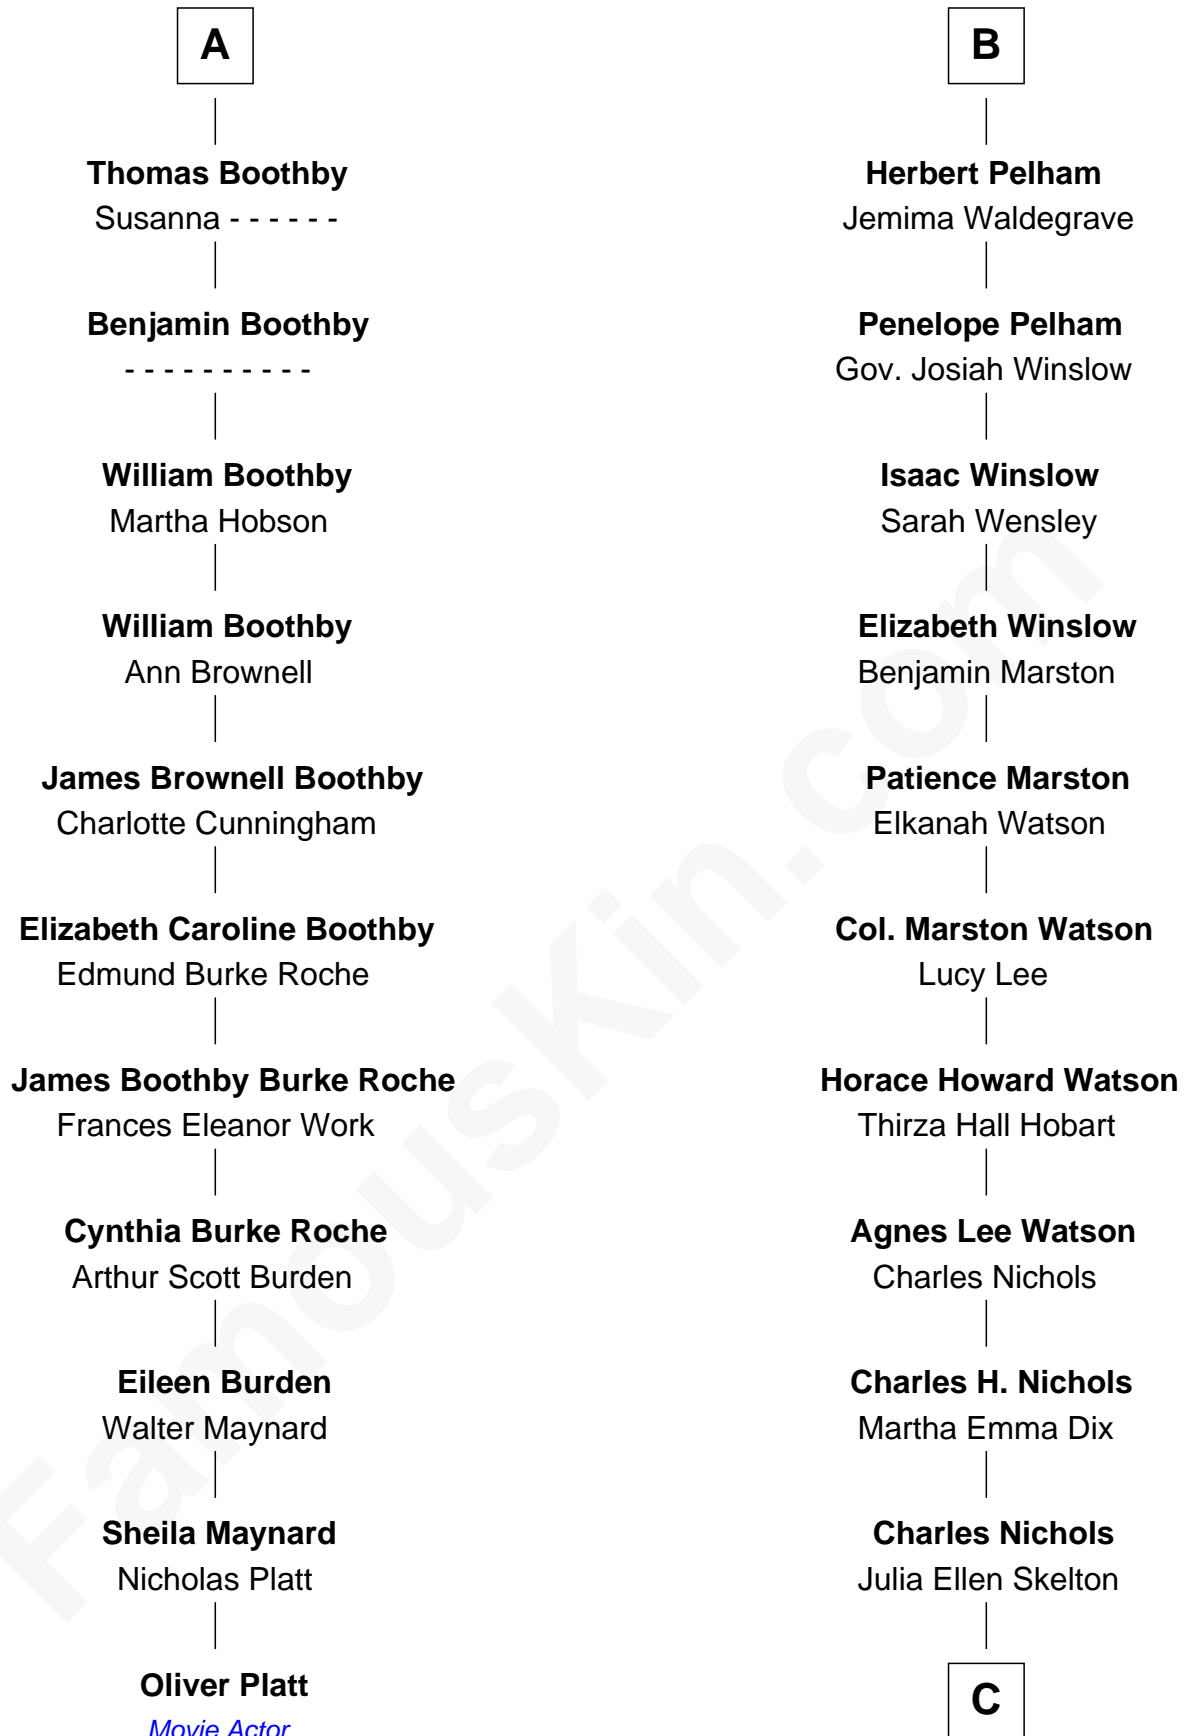 A
Thomas Boothby
Susanna - - - - - -
Benjamin Boothby
- - - - - - - - - -
William Boothby
Martha Hobson
William Boothby
Ann Brownell
James Brownell Boothby
Charlotte Cunningham
Elizabeth Caroline Boothby
Edmund Burke Roche
James Boothby Burke Roche
Frances Eleanor Work
Cynthia Burke Roche
Arthur Scott Burden
Eileen Burden
Walter Maynard
Sheila Maynard
Nicholas Platt
Oliver Platt
Movie Actor
B
Herbert Pelham
Jemima Waldegrave
Penelope Pelham
Gov. Josiah Winslow
Isaac Winslow
Sarah Wensley
Elizabeth Winslow
Benjamin Marston
Patience Marston
Elkanah Watson
Col. Marston Watson
Lucy Lee
Horace Howard Watson
Thirza Hall Hobart
Agnes Lee Watson
Charles Nichols
Charles H. Nichols
Martha Emma Dix
Charles Nichols
Julia Ellen Skelton
C
FamousKin.com